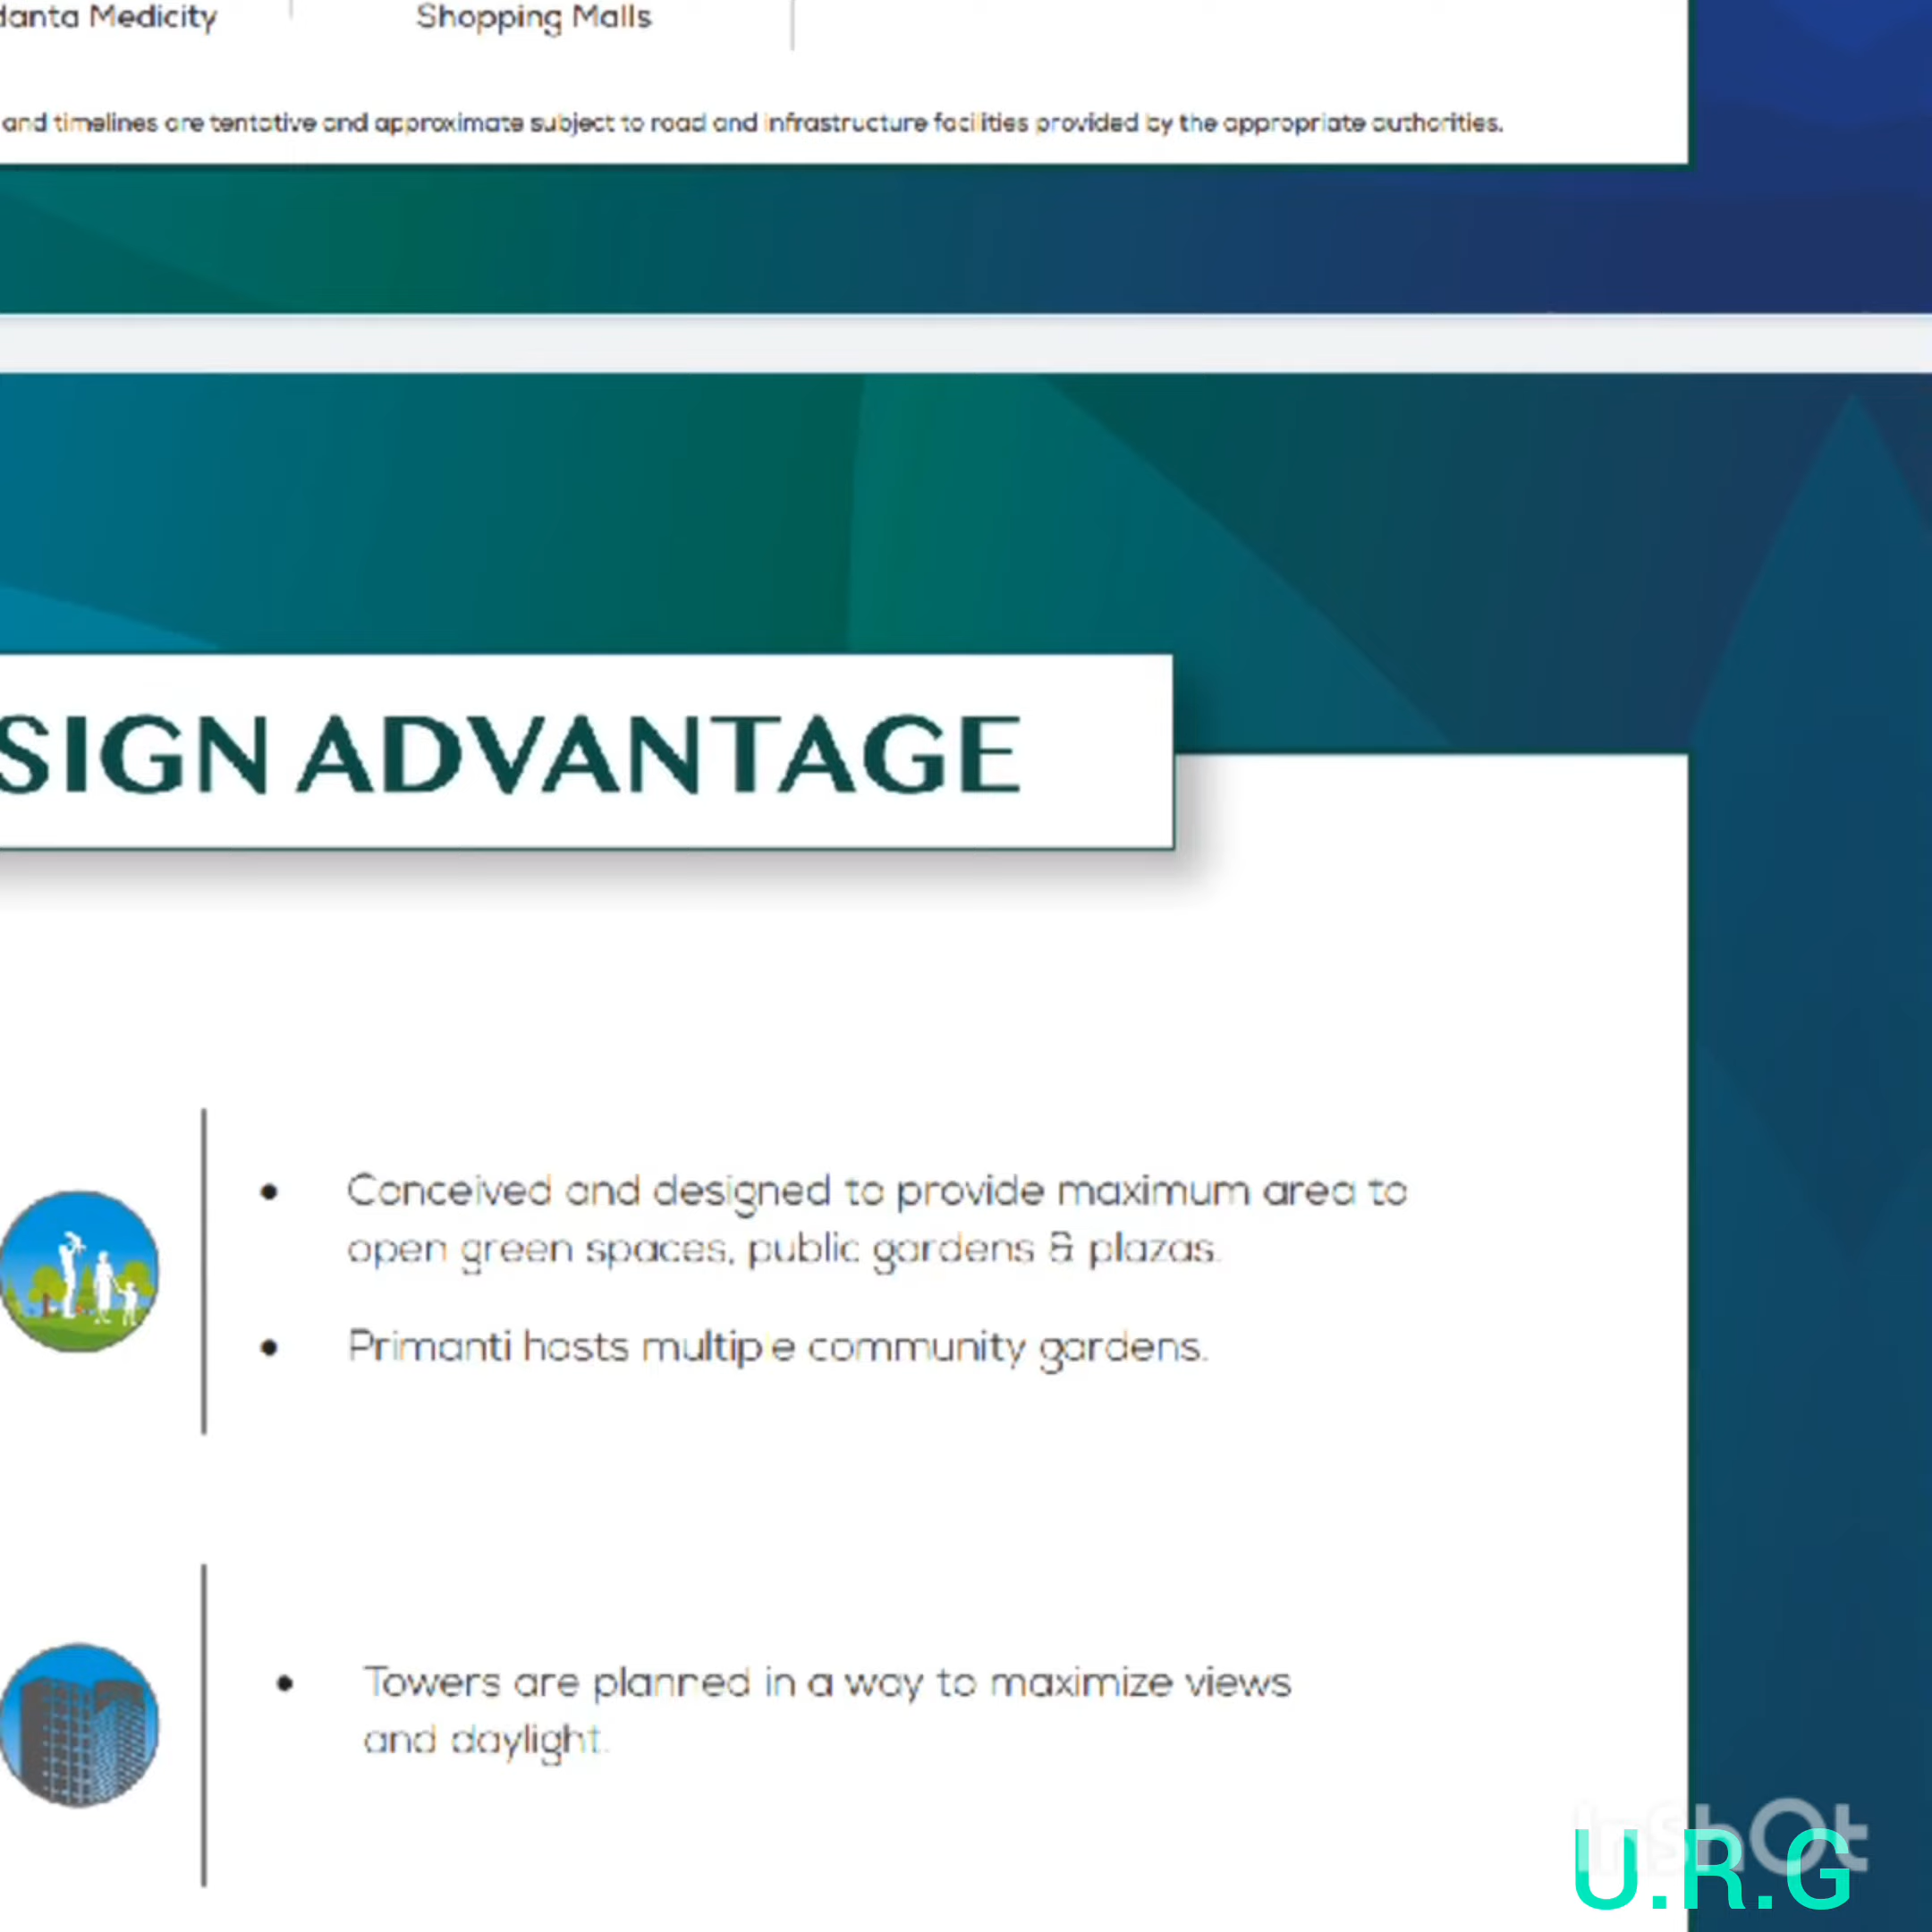 danta Medicity
Shopping Malls
and timelines are tentative and approximate subject to road and infrastructure facilities provided by the appropriate authorities.
SIGN ADVANTAGE
• Conceived and designed to provide maximum area to
open green spaces, public gardens & plazas.
• Primanti hosts multiple community gardens.
• Towers are planned in a way to maximize views
and daylight.
InShOt
U.R.G